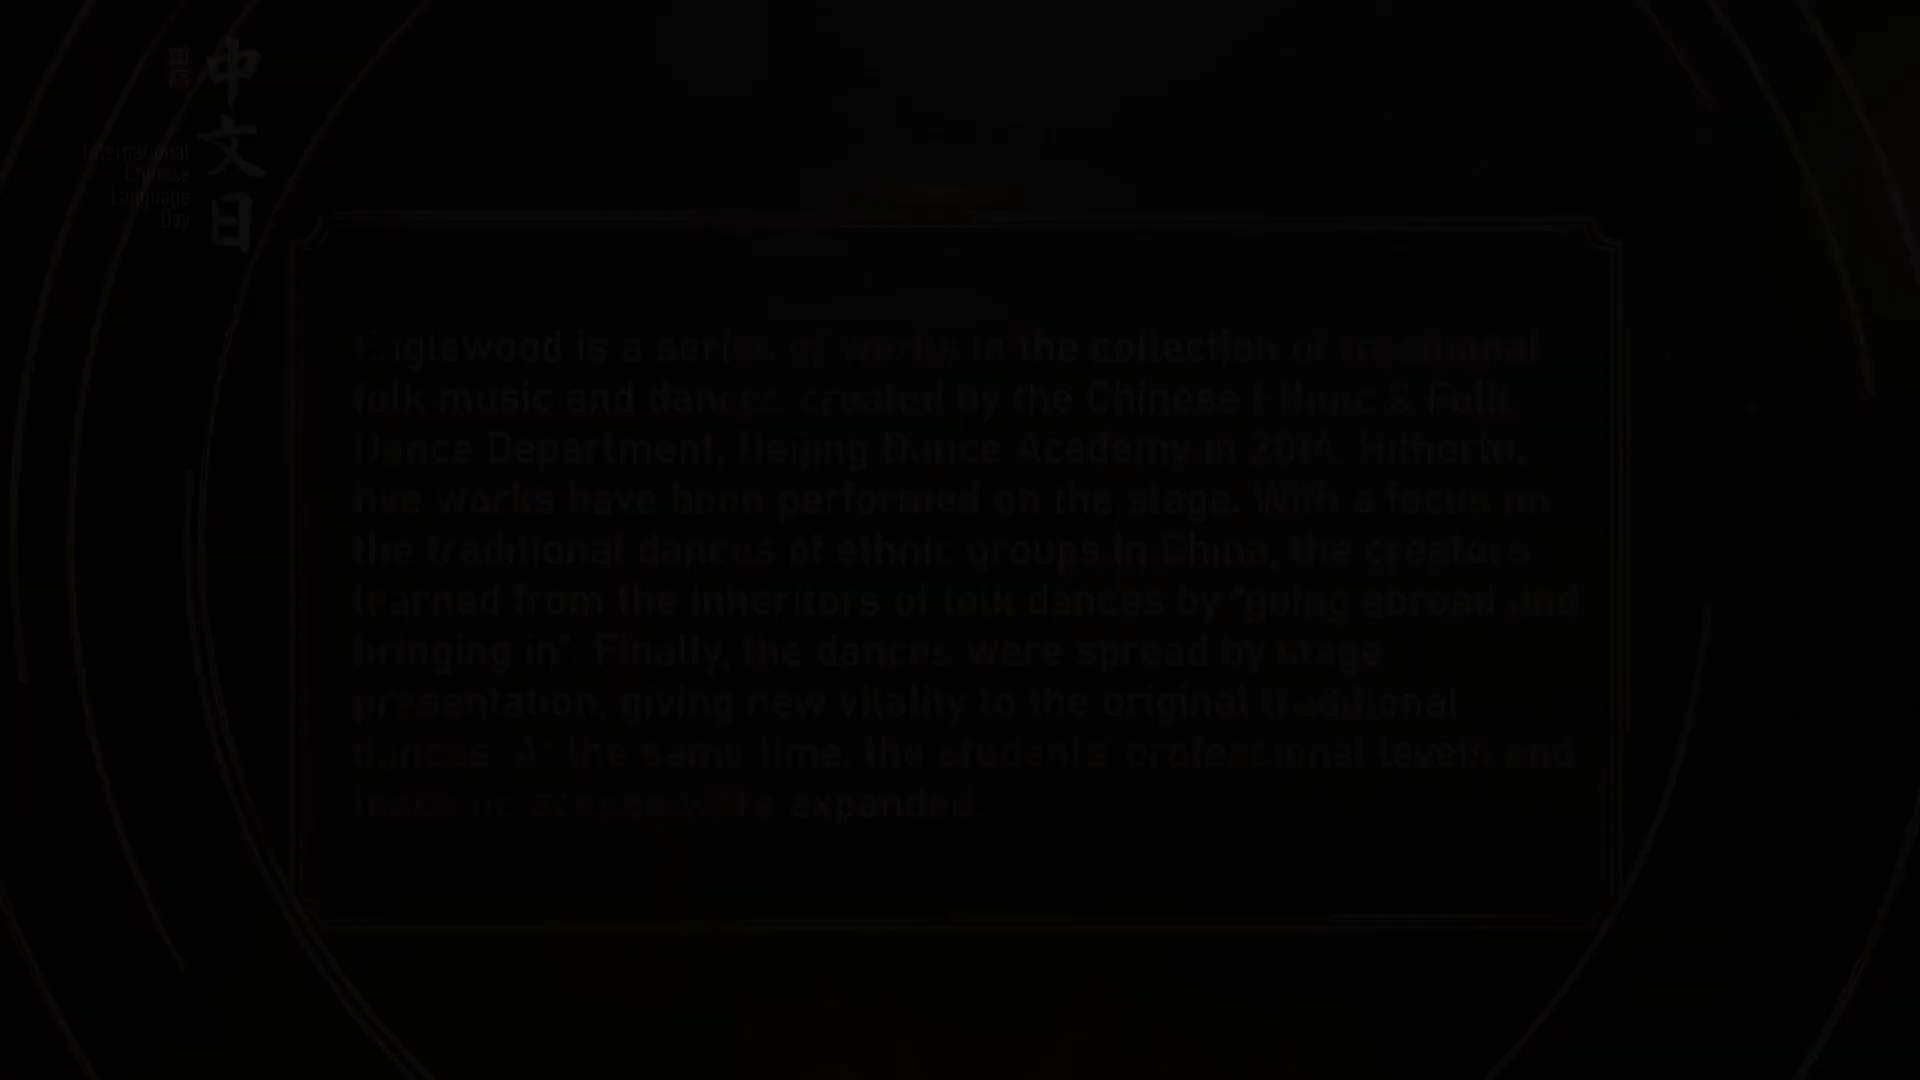 中文日
International
Chinese
Language
Day
Eaglewood is a series of works in the collection of traditional
folk music and dances created by the Chinese Ethnic & Folk
Dance Department, Beijing Dance Academy in 2014. Hitherto,
five works have been performed on the stage. With a focus on
the traditional dances of ethnic groups in China, the creators
learned from the inheritors of folk dances by "going abroad and
bringing in". Finally, the dances were spread by stage
presentation, giving new vitality to the original traditional
dances. At the same time, the students' professional levels and
teaching scopes were expanded.